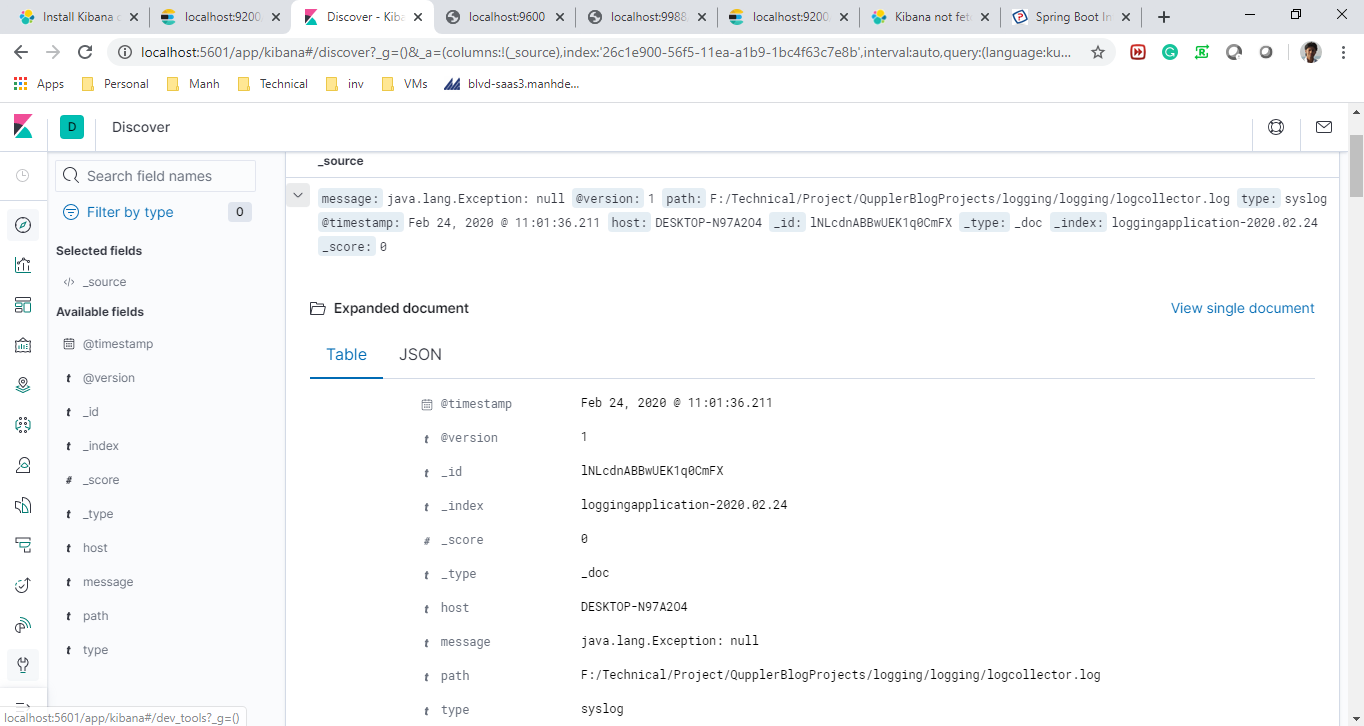 Install Kibana
localhost:9200,
Discover - Kiba
localhost:9600
localhost:9988
localhost:9200,
Kibana not fet
Spring Boot In
localhost:5601/app/kibana#/discover?_g=()&_a=(columns:!(_source),index:'26c1e900-56f5-11ea-a1b9-1bc4f63c7e8b',interval:auto,query:(language:ku...
Apps
Personal
Manh
Technical
inv
VMs
blvd-saas3.manhde...
D
Discover
Search field names
Filter by type
0
Selected fields
</> _source
Available fields
@timestamp
t @version
t _id
t _index
# _score
t _type
t host
t message
t path
t type
_source
message: java.lang.Exception: null @version: 1 path: F:/Technical/Project/QupplerBlogProjects/logging/logging/logcollector.log type: syslog
@timestamp: Feb 24, 2020 @ 11:01:36.211 host: DESKTOP-N97A2O4 _id: lNLcdnABBwUEK1q0CmFX _type: _doc _index: loggingapplication-2020.02.24
_score: 0
Expanded document
View single document
Table
JSON
@timestamp Feb 24, 2020 @ 11:01:36.211
t @version 1
t _id lNLcdnABBwUEK1q0CmFX
t _index loggingapplication-2020.02.24
# _score 0
t _type _doc
t host DESKTOP-N97A2O4
t message java.lang.Exception: null
t path F:/Technical/Project/QupplerBlogProjects/logging/logging/logcollector.log
t type syslog
localhost:5601/app/kibana#/dev_tools?_g=()